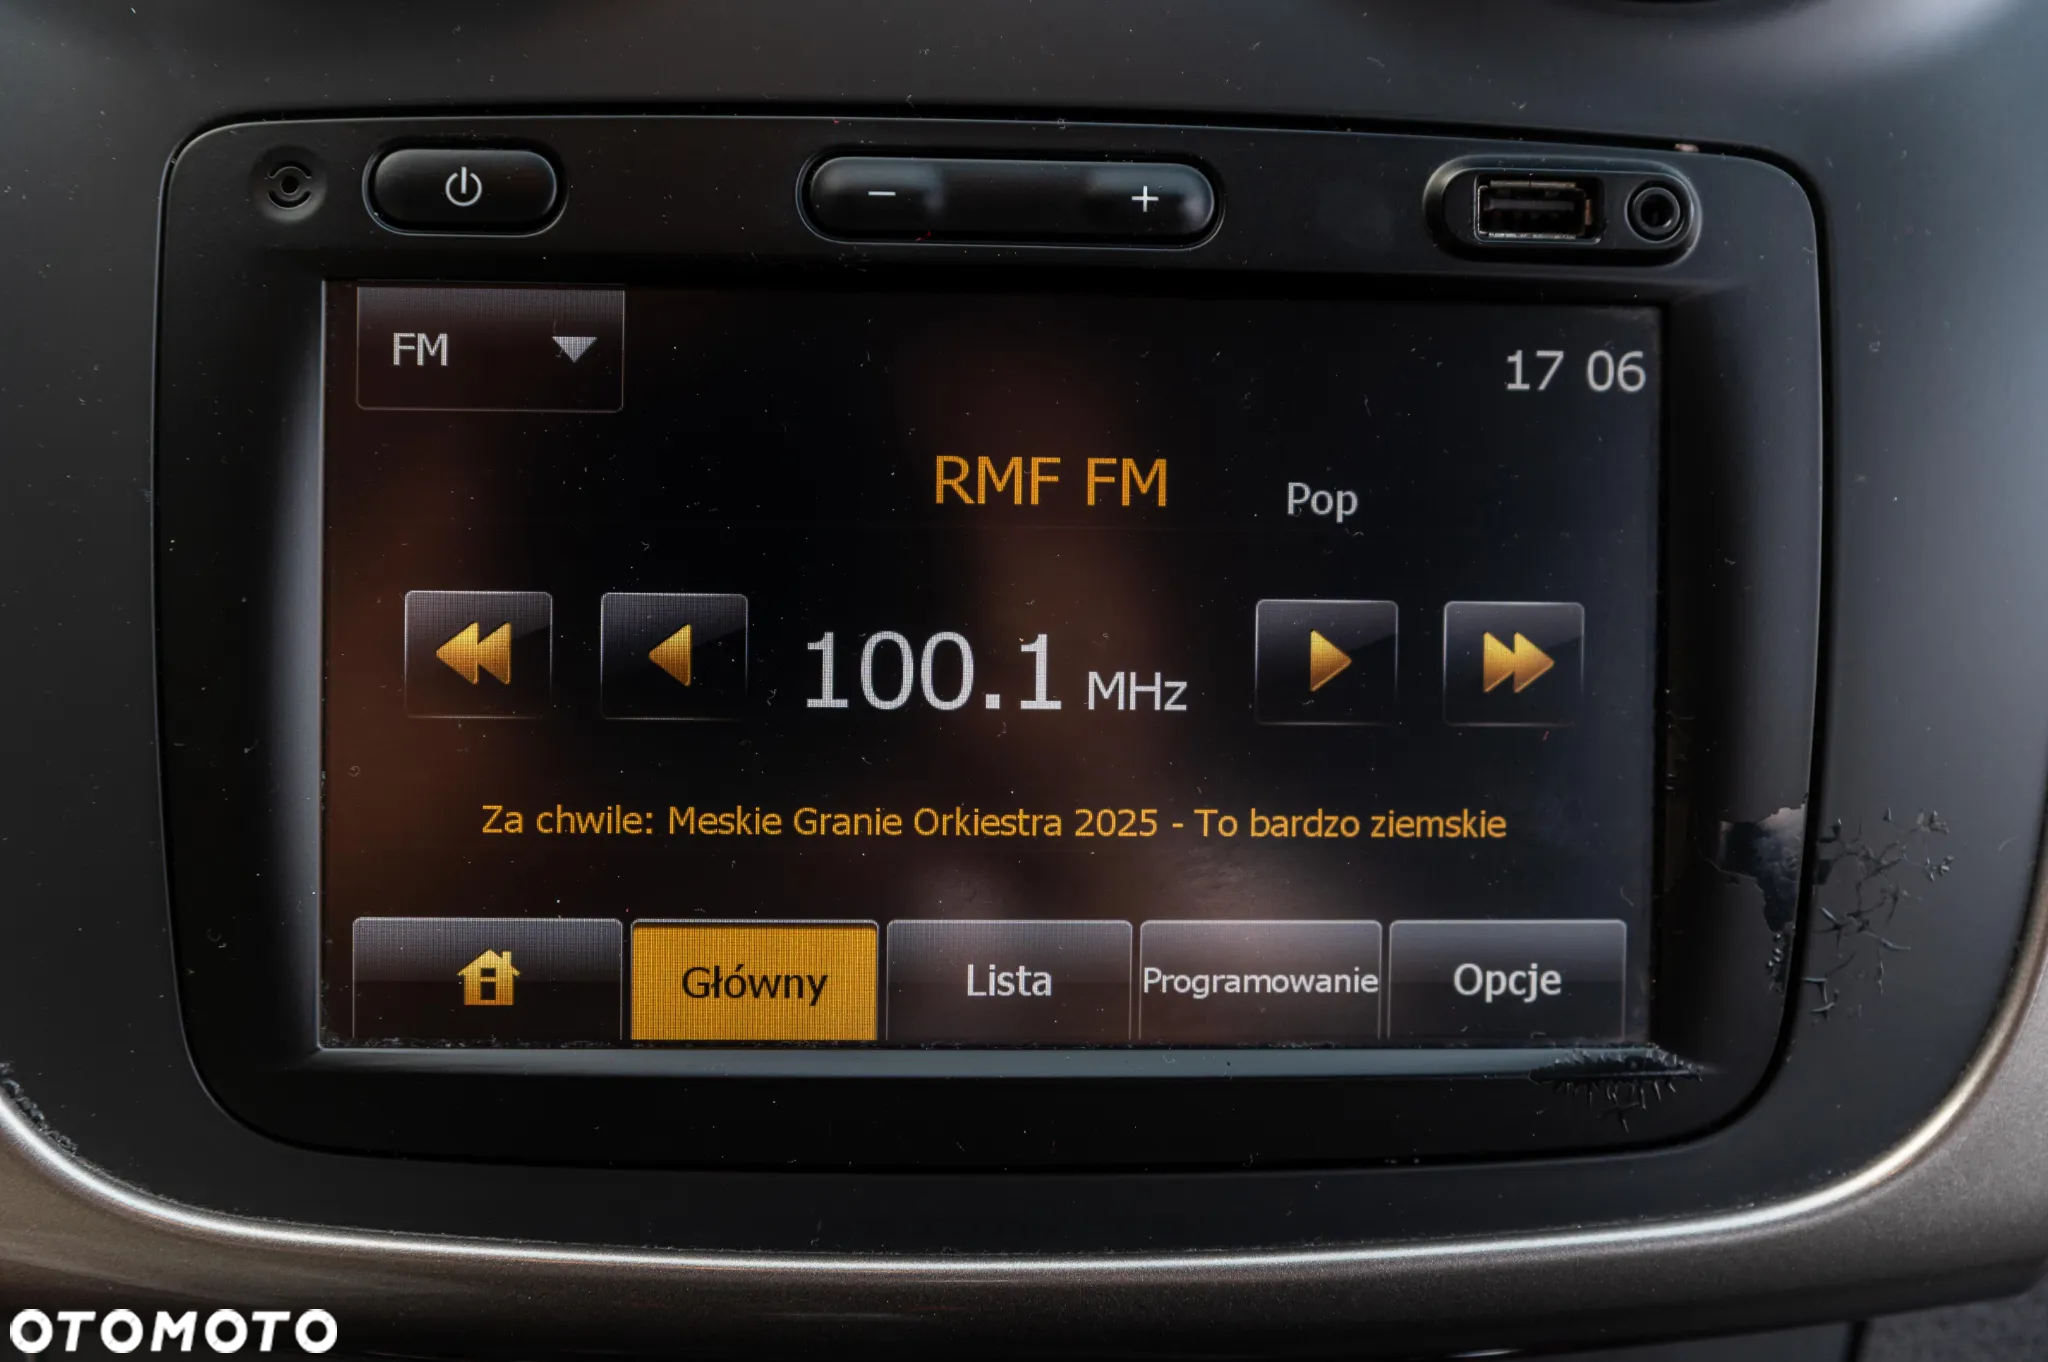 FM
17 06
RMF FM
Pop
100.1 MHz
Za chwile: Meskie Granie Orkiestra 2025 - To bardzo ziemskie
Główny
Lista
Programowanie
Opcje
OTOMOTO